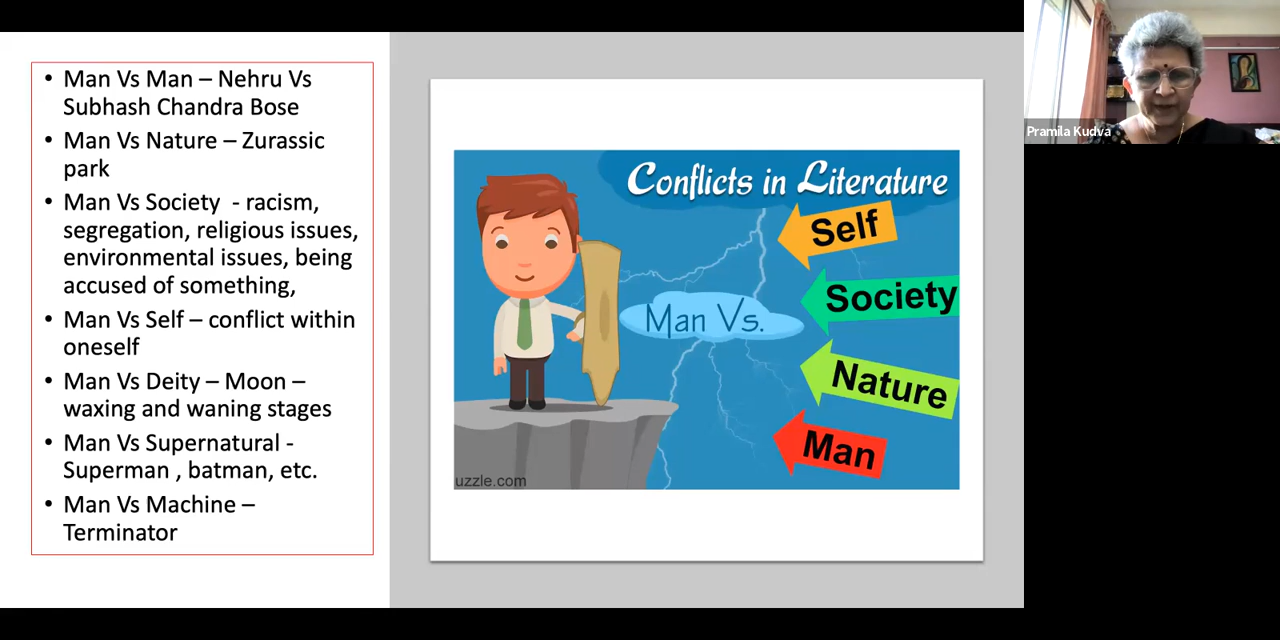 • Man Vs Man – Nehru Vs
Subhash Chandra Bose
• Man Vs Nature – Zurassic
park
• Man Vs Society  - racism,
segregation, religious issues,
environmental issues, being
accused of something,
• Man Vs Self – conflict within
oneself
• Man Vs Deity – Moon –
waxing and waning stages
• Man Vs Supernatural -
Superman , batman, etc.
• Man Vs Machine –
Terminator
Conflicts in Literature
Self
Society
Man Vs.
Nature
Man
uzzle.com
Pramila Kudva